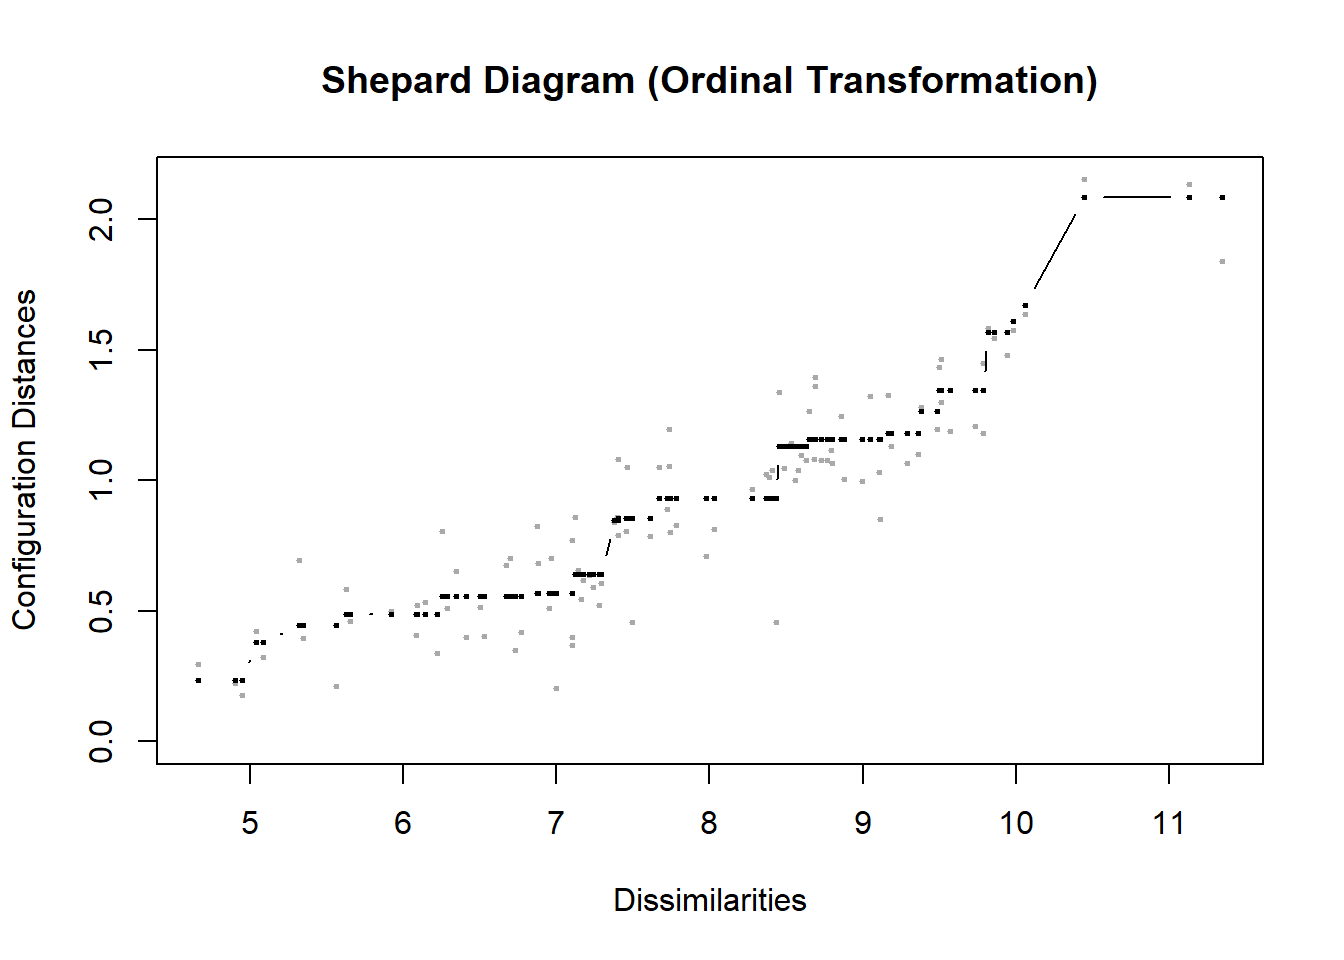 Shepard Diagram (Ordinal Transformation)
Configuration Distances
2.0
1.5
1.0
0.5
0.0
5 6 7 8 9 10 11
Dissimilarities